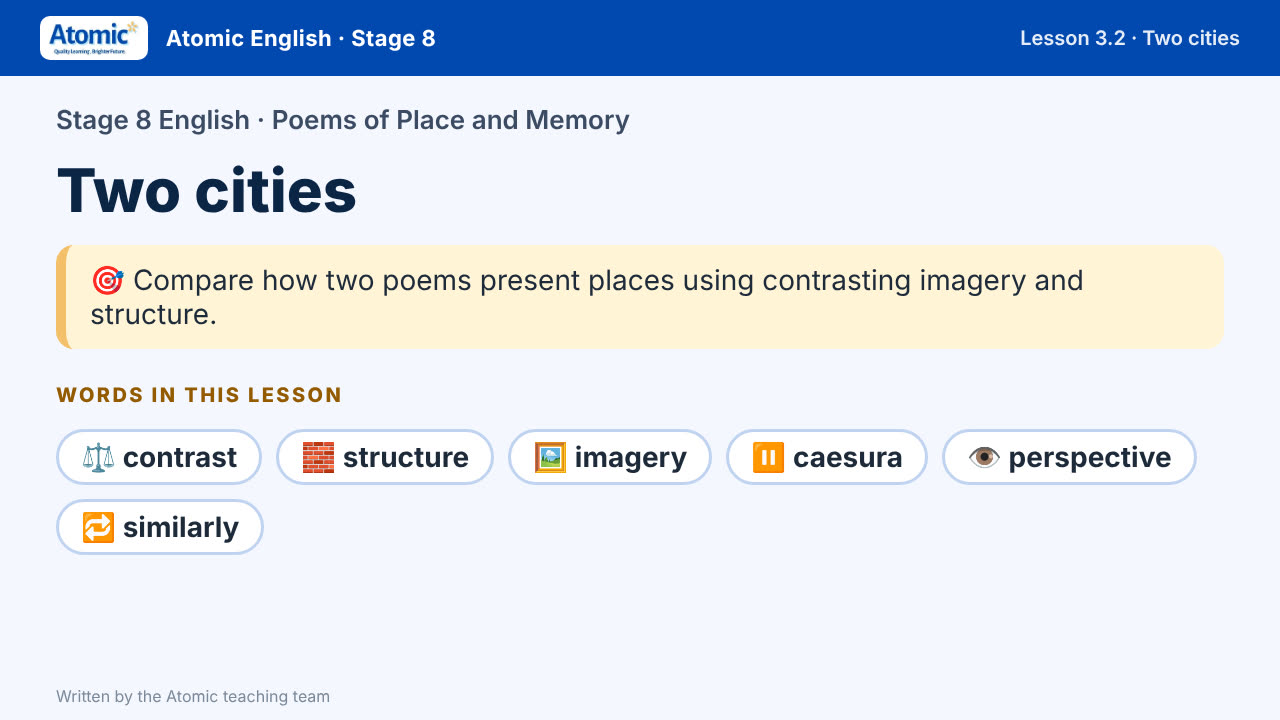 Atomic
Quality Learning . Brighter Future
Atomic English · Stage 8
Lesson 3.2 · Two cities
Stage 8 English · Poems of Place and Memory
Two cities
Compare how two poems present places using contrasting imagery and
structure.
WORDS IN THIS LESSON
contrast
structure
imagery
caesura
perspective
similarly
Written by the Atomic teaching team